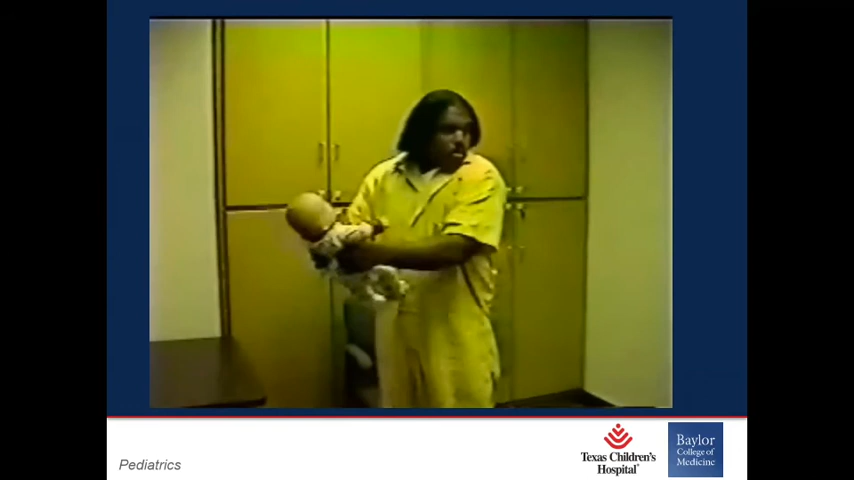 Pediatrics
Texas Children's
Hospital®
Baylor
College of
Medicine